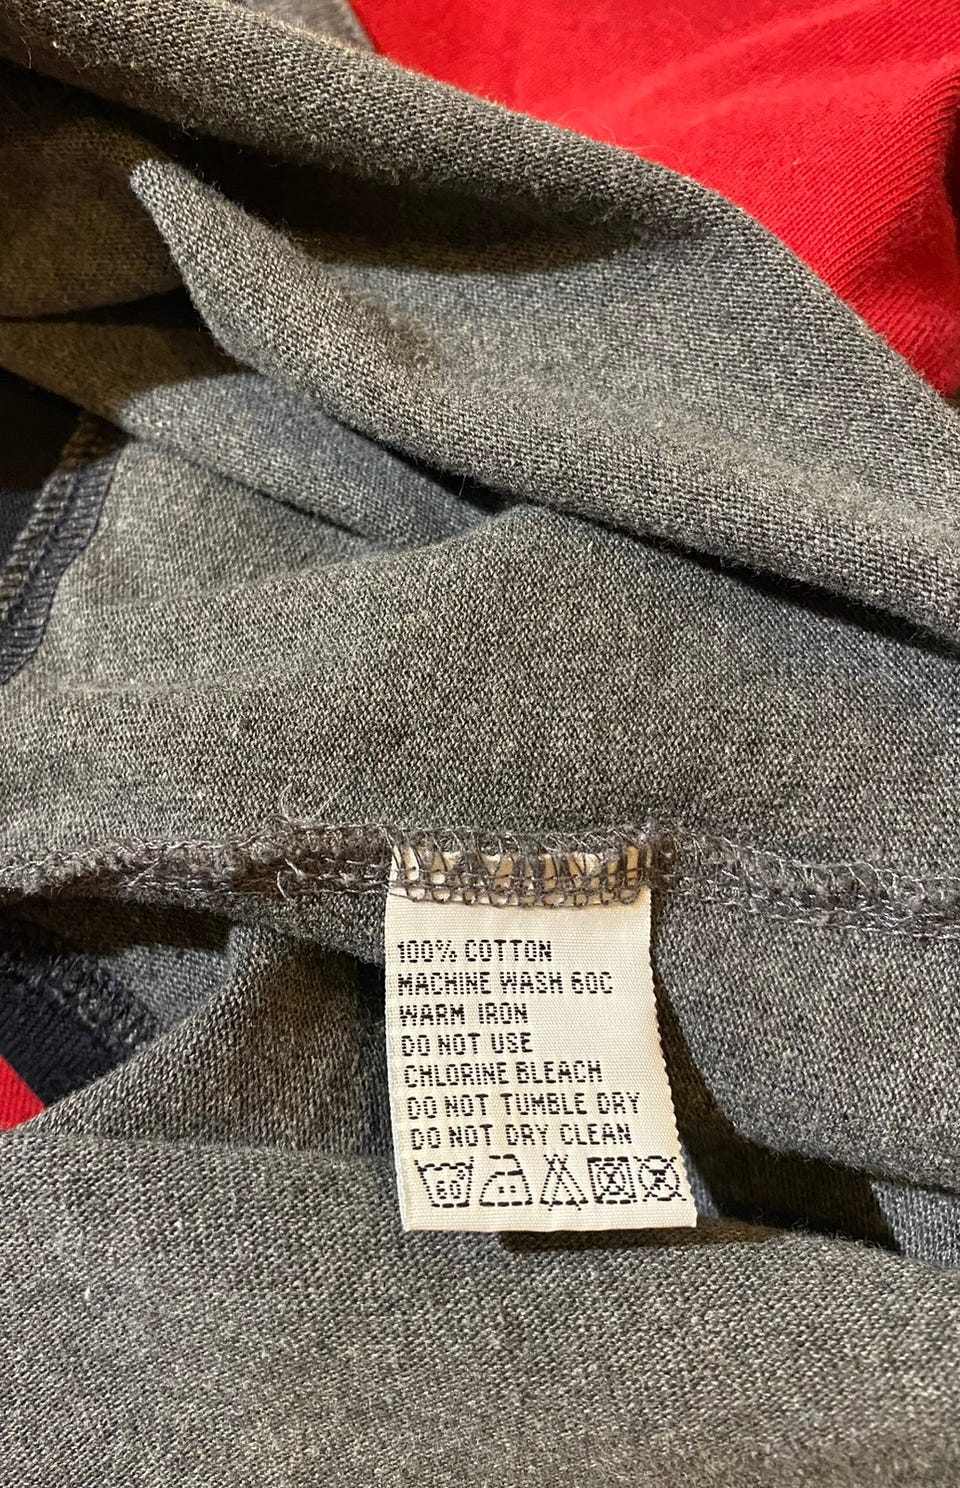 100% COTTON
MACHINE WASH 60C
WARM IRON
DO NOT USE
CHLORINE BLEACH
DO NOT TUMBLE DRY
DO NOT DRY CLEAN
60